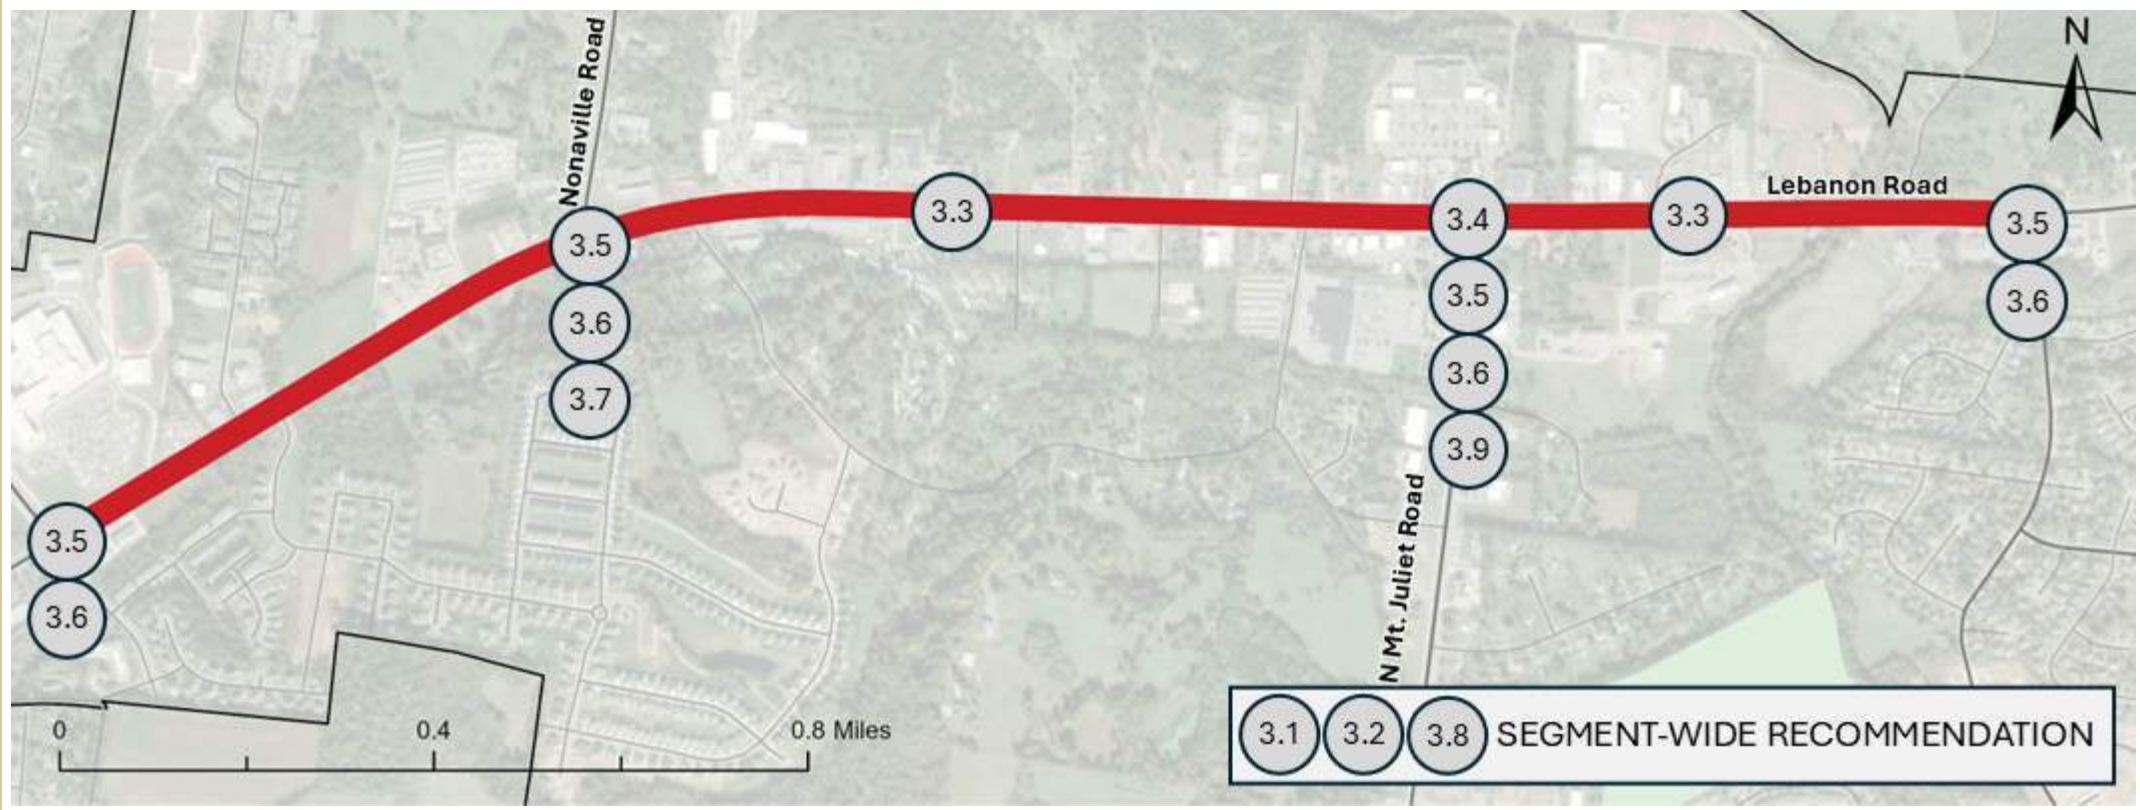 N
Nonaville Road
Lebanon Road
3.3
3.4
3.3
3.5
3.5
3.5
3.6
3.6
3.6
3.7
3.9
N Mt. Juliet Road
3.5
3.6
0
0.4
0.8 Miles
3.1 3.2 3.8 SEGMENT-WIDE RECOMMENDATION